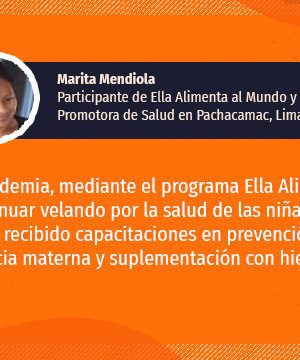 Marita Mendiola
Participante de Ella Alimenta al Mundo y
Promotora de Salud en Pachacamac, Lima
demia, mediante el programa Ella Ali
nuar velando por la salud de las niña
recibido capacitaciones en prevenció
cia materna y suplementación con hie